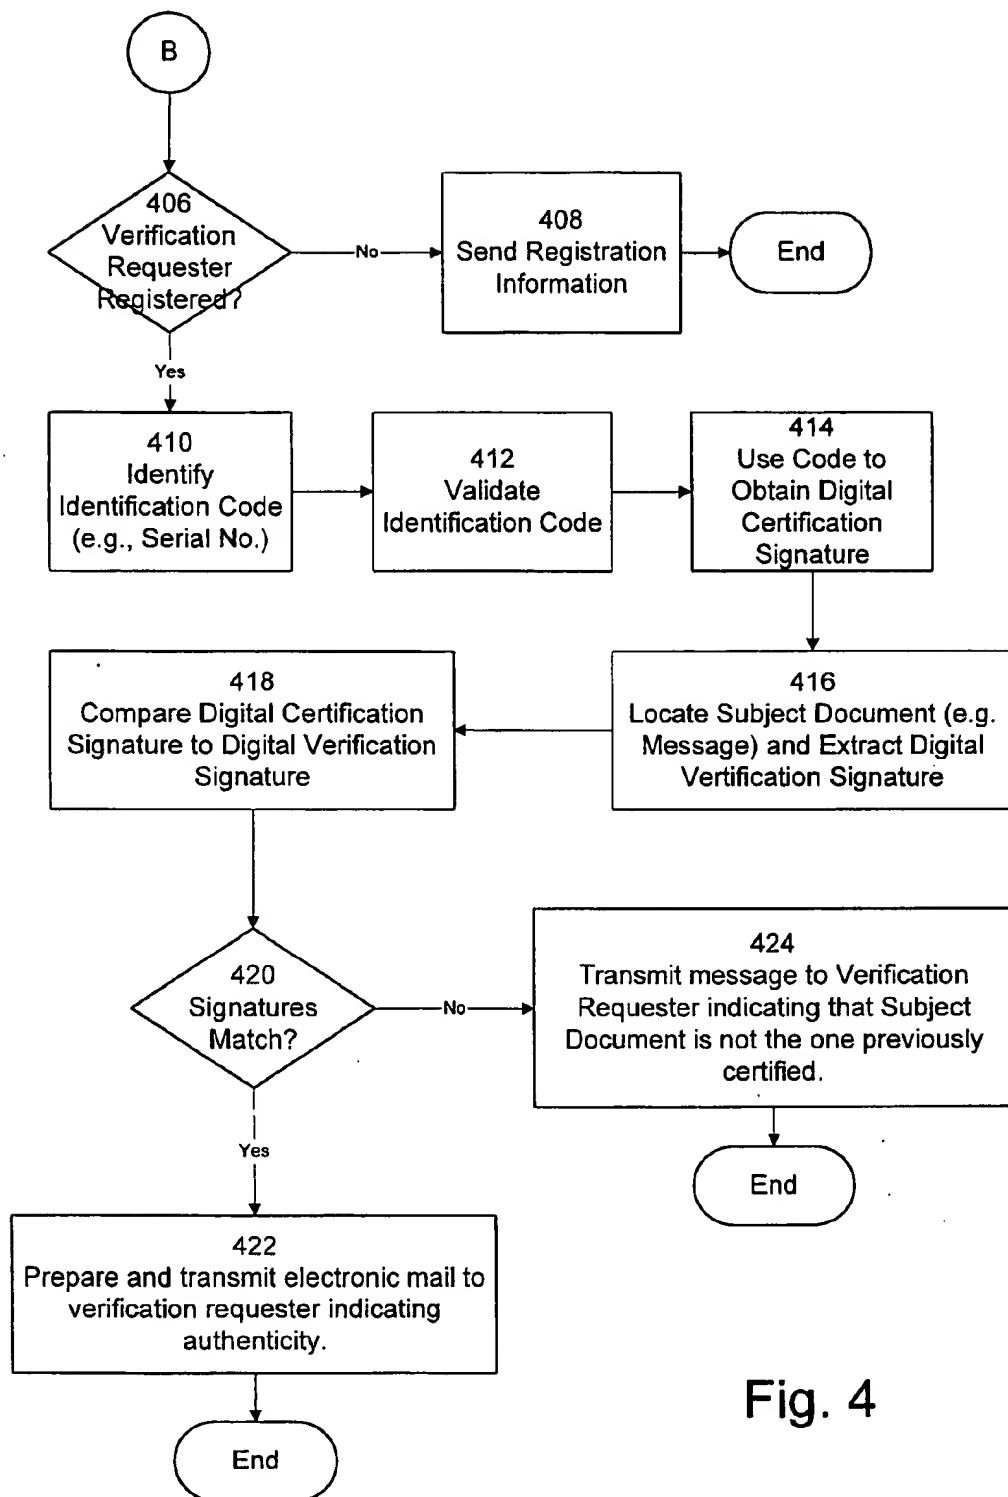 B
406
Verification
Requester
Registered?
No
408
Send Registration
Information
End
Yes
410
Identify
Identification Code
(e.g., Serial No.)
412
Validate
Identification Code
414
Use Code to
Obtain Digital
Certification
Signature
416
Locate Subject Document (e.g.
Message) and Extract Digital
Vertification Signature
418
Compare Digital Certification
Signature to Digital Verification
Signature
420
Signatures
Match?
No
424
Transmit message to Verification
Requester indicating that Subject
Document is not the one previously
certified.
End
Yes
422
Prepare and transmit electronic mail to
verification requester indicating
authenticity.
End
Fig. 4